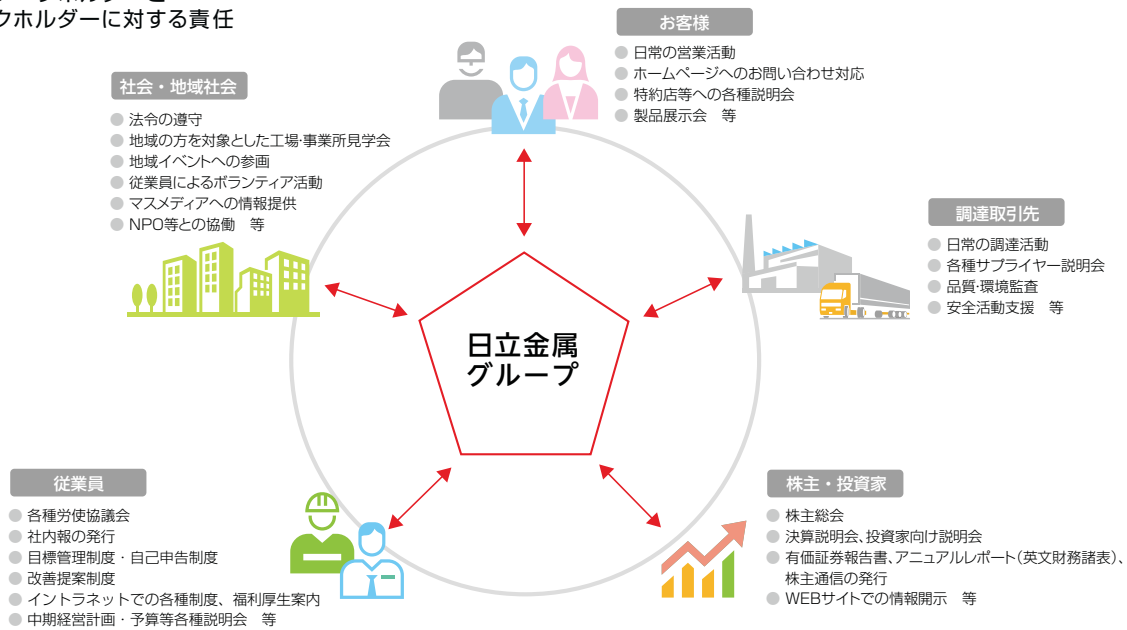 クホルダーに対する責任
お客様
日常の営業活動
ホームページへのお問い合わせ対応
特約店等への各種説明会
製品展示会　等
社会・地域社会
法令の遵守
地域の方を対象とした工場・事業所見学会
地域イベントへの参画
従業員によるボランティア活動
マスメディアへの情報提供
NPO等との協働　等
調達取引先
日常の調達活動
各種サプライヤー説明会
品質・環境監査
安全活動支援　等
日立金属
グループ
従業員
各種労使協議会
社内報の発行
目標管理制度・自己申告制度
改善提案制度
イントラネットでの各種制度、福利厚生案内
中期経営計画・予算等各種説明会　等
株主・投資家
株主総会
決算説明会、投資家向け説明会
有価証券報告書、アニュアルレポート（英文財務諸表）、
株主通信の発行
WEBサイトでの情報開示　等